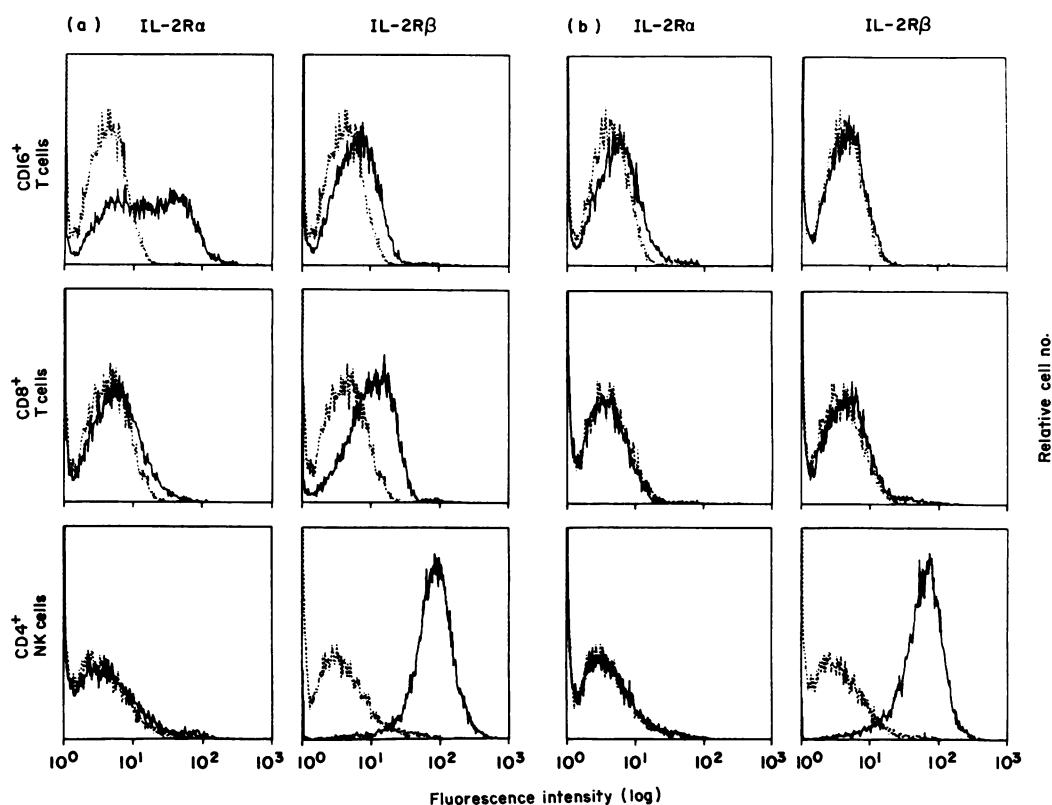 (a) IL-2Rα IL-2Rβ (b) IL-2Rα IL-2Rβ
CD16⁺
T cells
CD8⁺
T cells
CD4⁺
NK cells
Relative cell no.
10⁰ 10¹ 10² 10³ 10⁰ 10¹ 10² 10³ 10⁰ 10¹ 10² 10³ 10⁰ 10¹ 10² 10³
Fluorescence intensity (log)